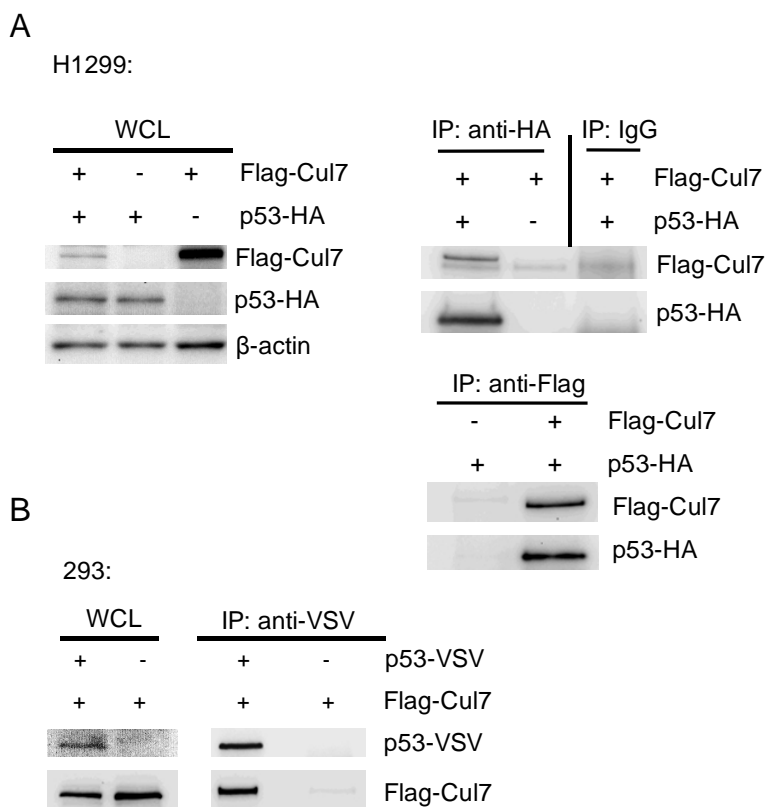 A
H1299:
WCL
+ - + Flag-Cul7
+ + - p53-HA
Flag-Cul7
p53-HA
β-actin
IP: anti-HA IP: IgG
+ + + Flag-Cul7
+ - + p53-HA
Flag-Cul7
p53-HA
IP: anti-Flag
- + Flag-Cul7
+ + p53-HA
Flag-Cul7
p53-HA
B
293:
WCL IP: anti-VSV
+ - + - p53-VSV
+ + + + Flag-Cul7
p53-VSV
Flag-Cul7